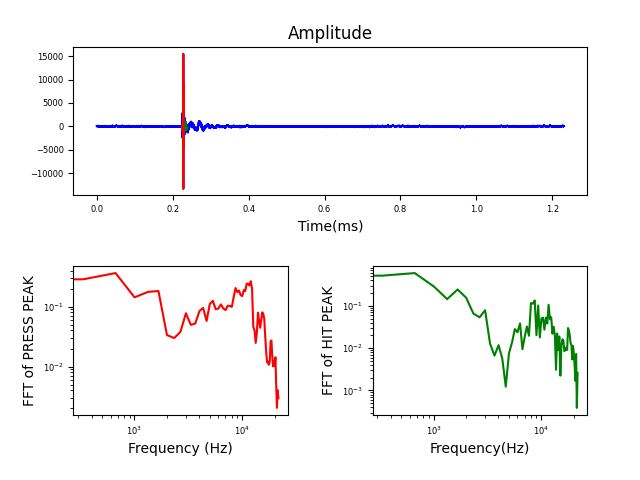 Amplitude
15000
10000
5000
0
−5000
−10000
0.0 0.2 0.4 0.6 0.8 1.0 1.2
Time(ms)
FFT of PRESS PEAK
10⁻¹
10⁻²
10³ 10⁴
Frequency (Hz)
FFT of HIT PEAK
10⁻¹
10⁻²
10⁻³
10³ 10⁴
Frequency(Hz)